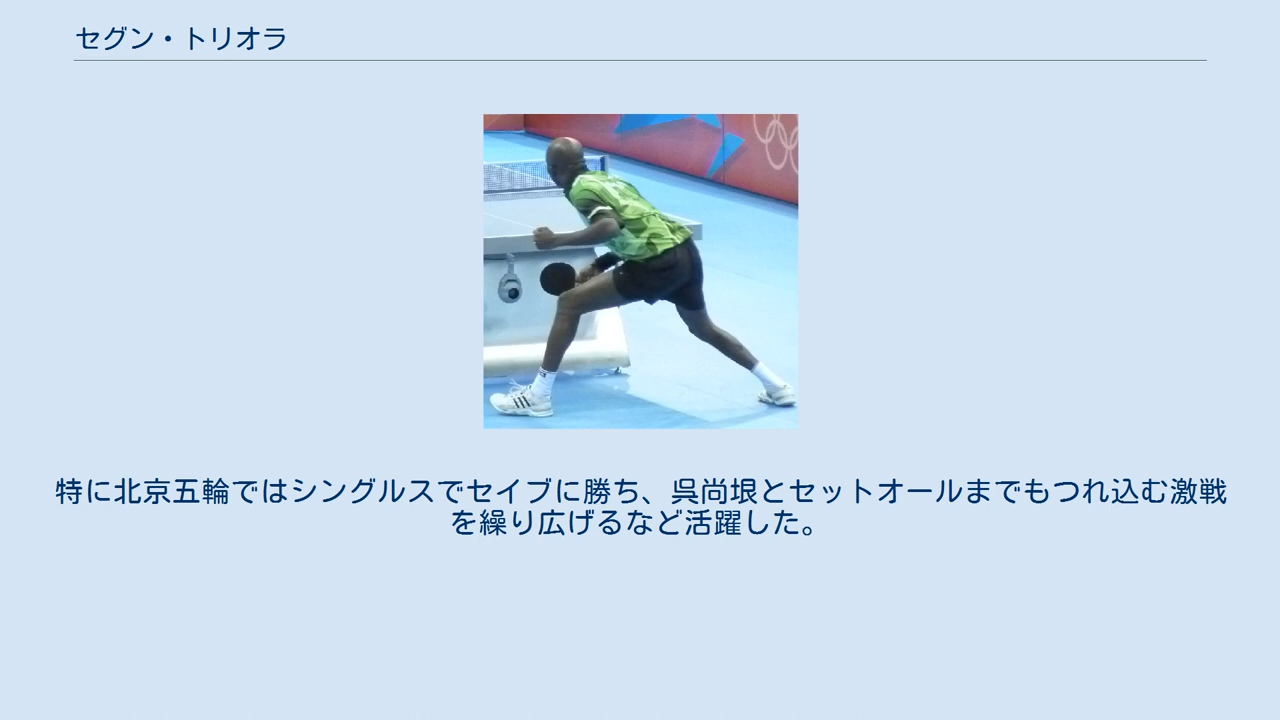 セグン・トリオラ
特に北京五輪ではシングルスでセイブに勝ち、呉尚垠とセットオールまでもつれ込む激戦
を繰り広げるなど活躍した。